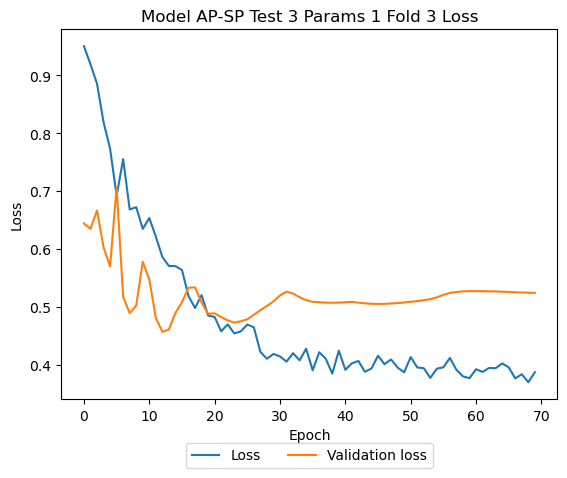 Model AP-SP Test 3 Params 1 Fold 3 Loss
Loss
0.9
0.8
0.7
0.6
0.5
0.4
0 10 20 30 40 50 60 70
Epoch
Loss Validation loss